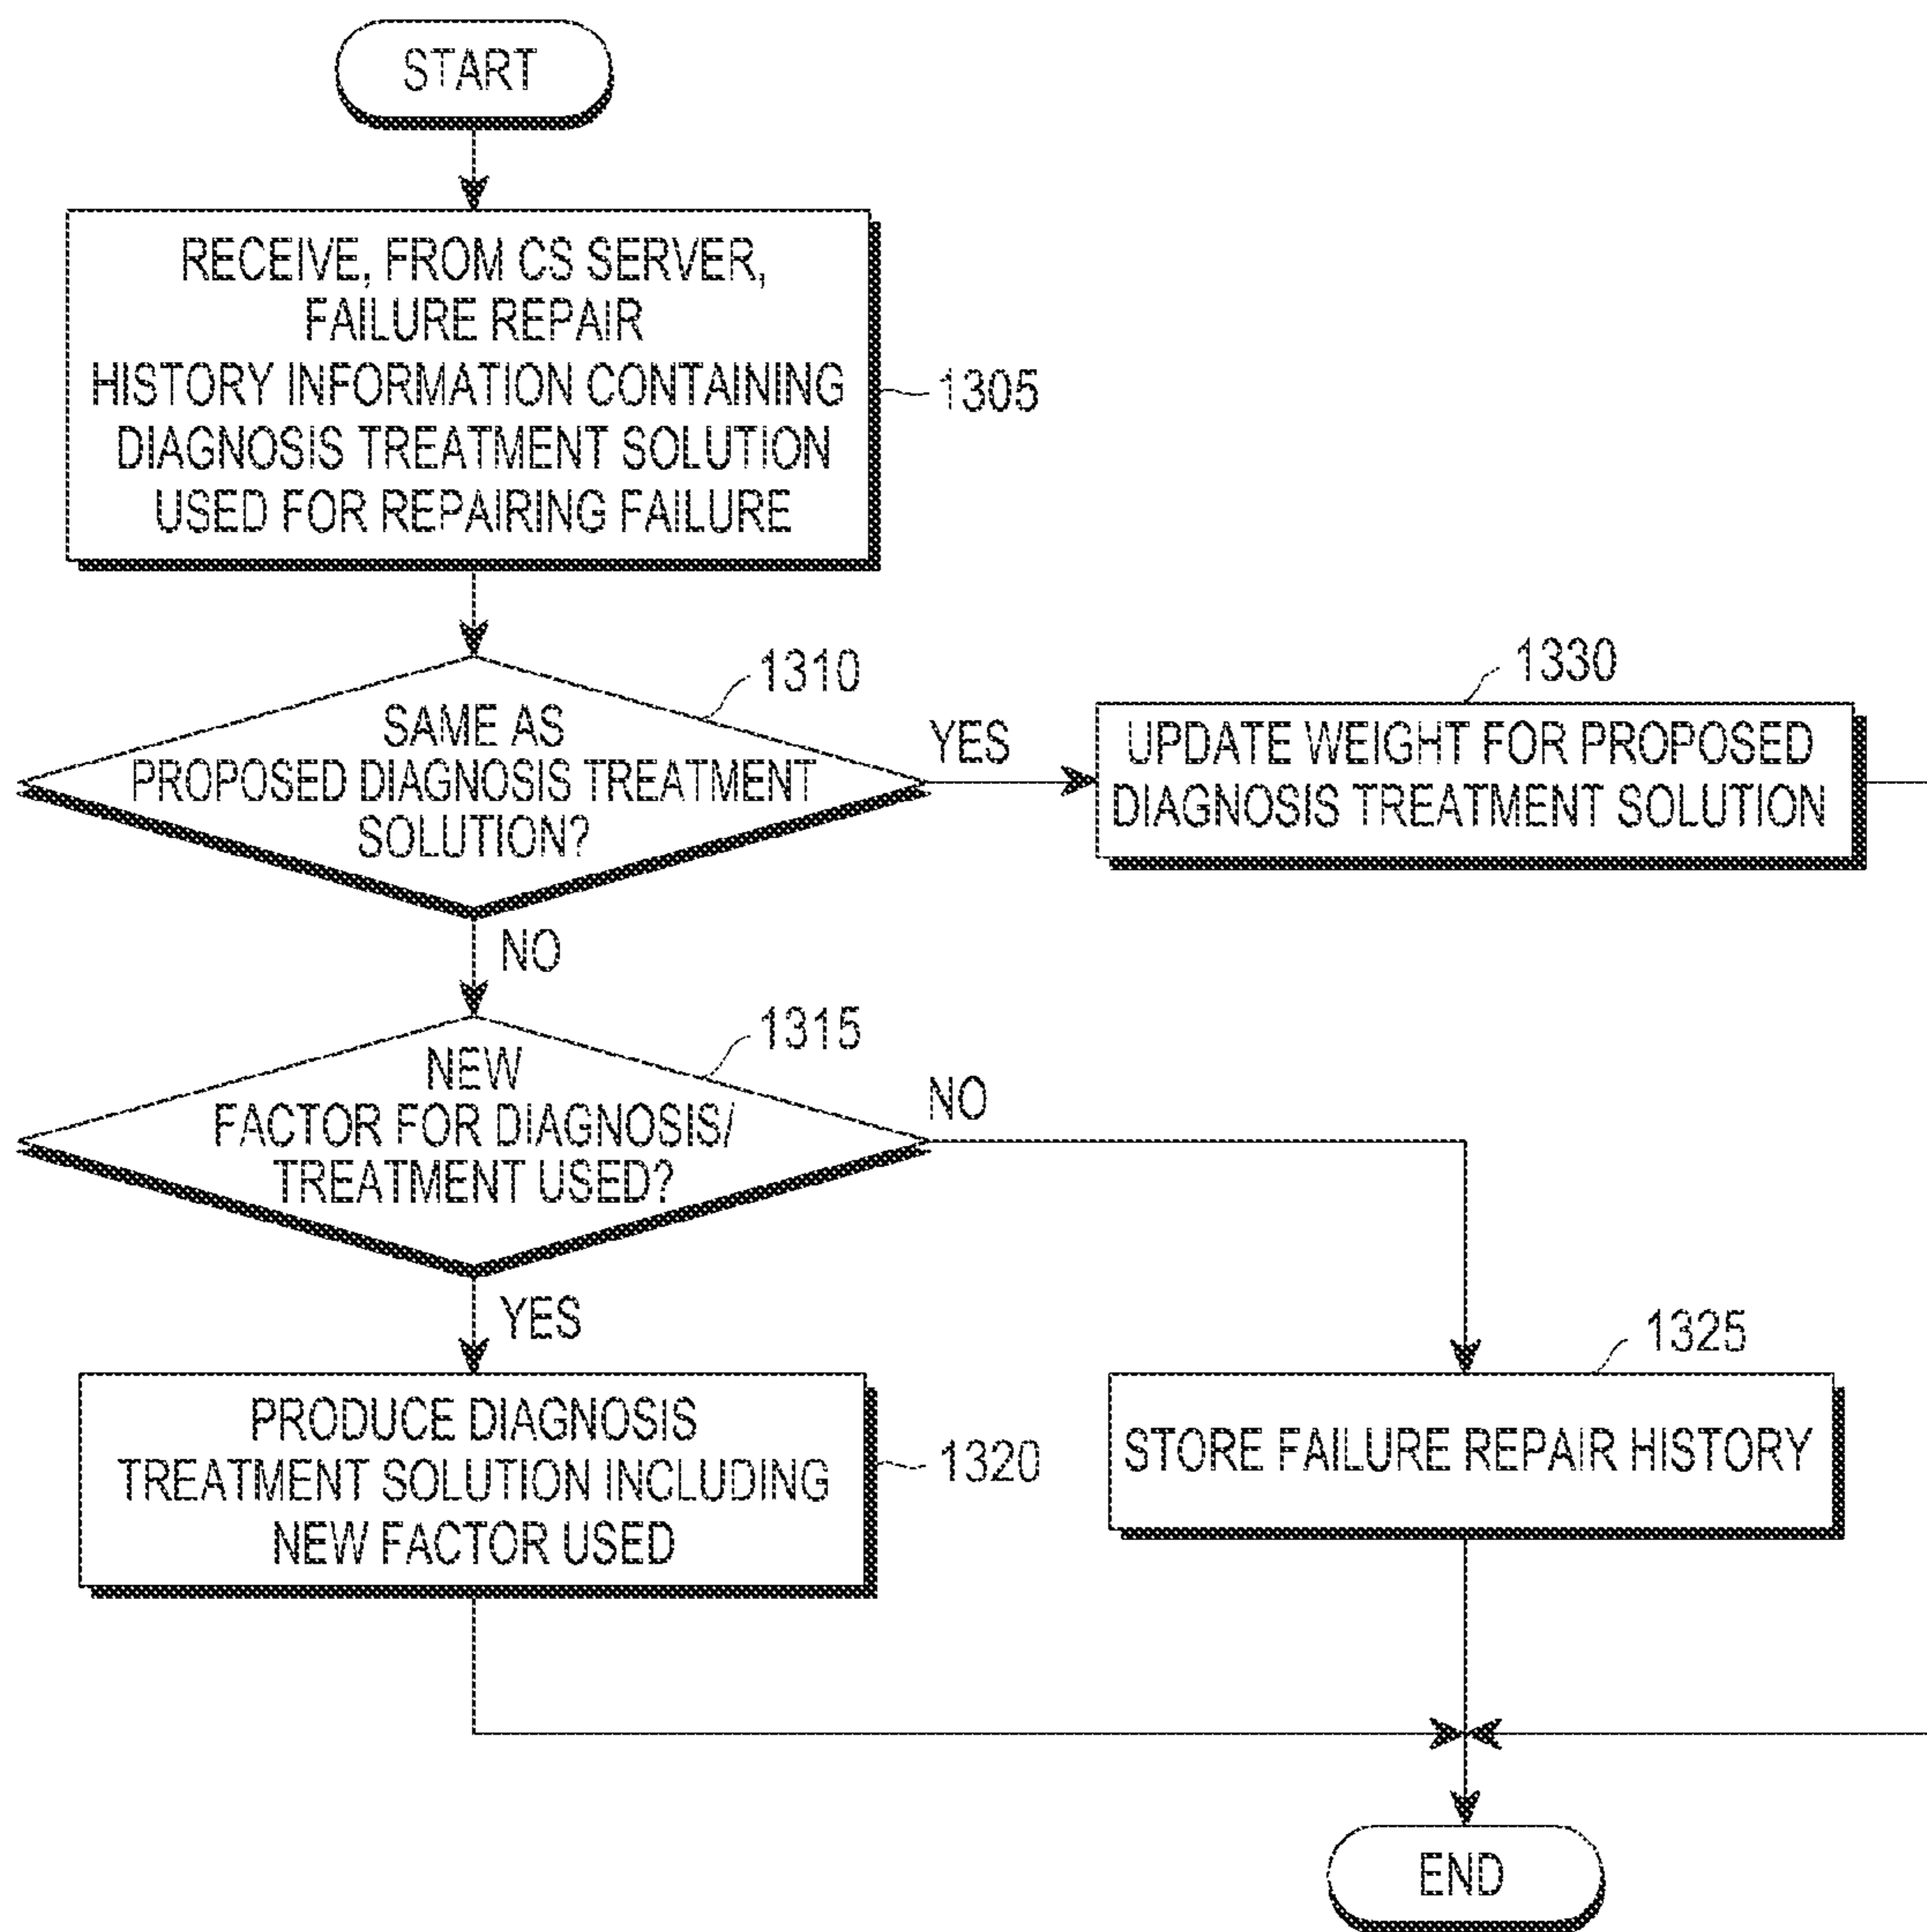 START
RECEIVE, FROM CS SERVER,
FAILURE REPAIR
HISTORY INFORMATION CONTAINING
DIAGNOSIS TREATMENT SOLUTION
USED FOR REPAIRING FAILURE
1305
1310
SAME AS
PROPOSED DIAGNOSIS TREATMENT
SOLUTION?
YES
1330
UPDATE WEIGHT FOR PROPOSED
DIAGNOSIS TREATMENT SOLUTION
NO
1315
NEW
FACTOR FOR DIAGNOSIS/
TREATMENT USED?
NO
YES
1320
PRODUCE DIAGNOSIS
TREATMENT SOLUTION INCLUDING
NEW FACTOR USED
1325
STORE FAILURE REPAIR HISTORY
END